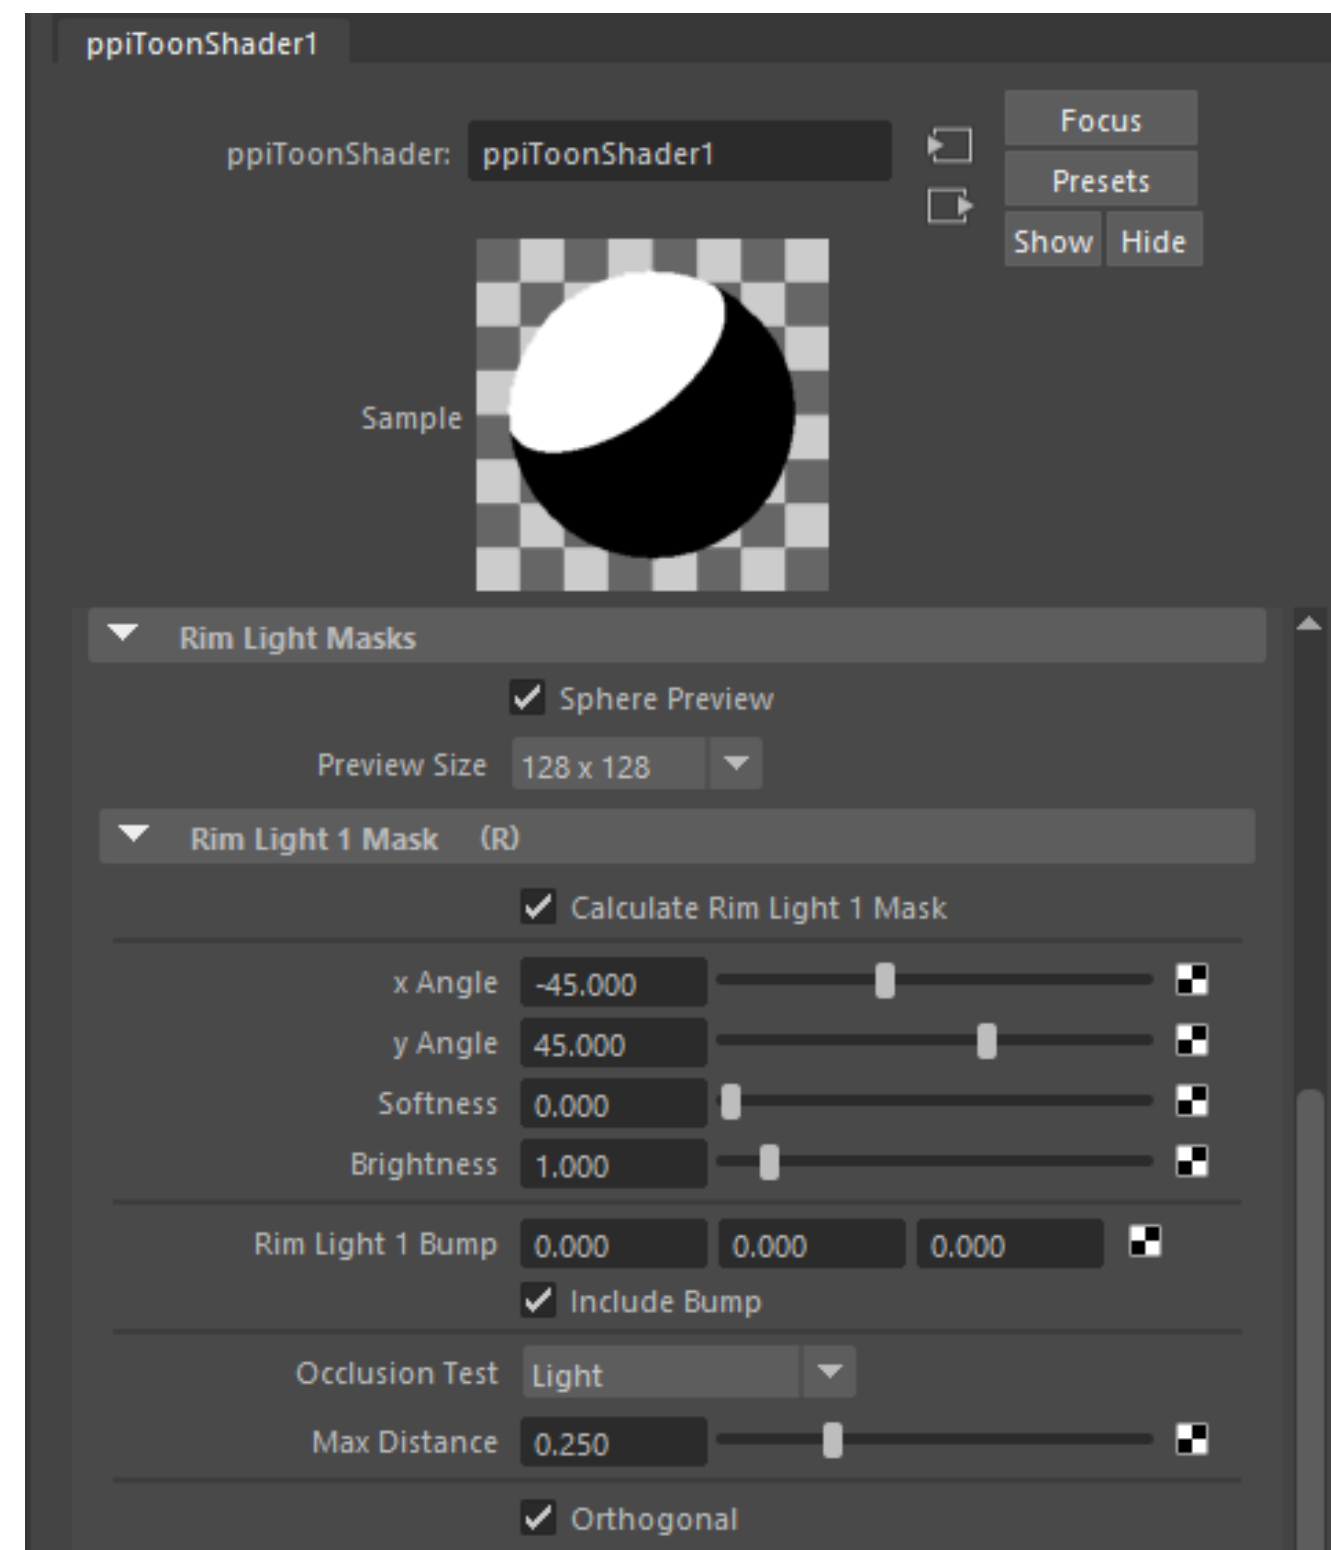 ppiToonShader1
ppiToonShader: ppiToonShader1
Focus
Presets
Show Hide
Sample
Rim Light Masks
Sphere Preview
Preview Size 128 x 128
Rim Light 1 Mask (R)
Calculate Rim Light 1 Mask
x Angle -45.000
y Angle 45.000
Softness 0.000
Brightness 1.000
Rim Light 1 Bump 0.000 0.000 0.000
Include Bump
Occlusion Test Light
Max Distance 0.250
Orthogonal